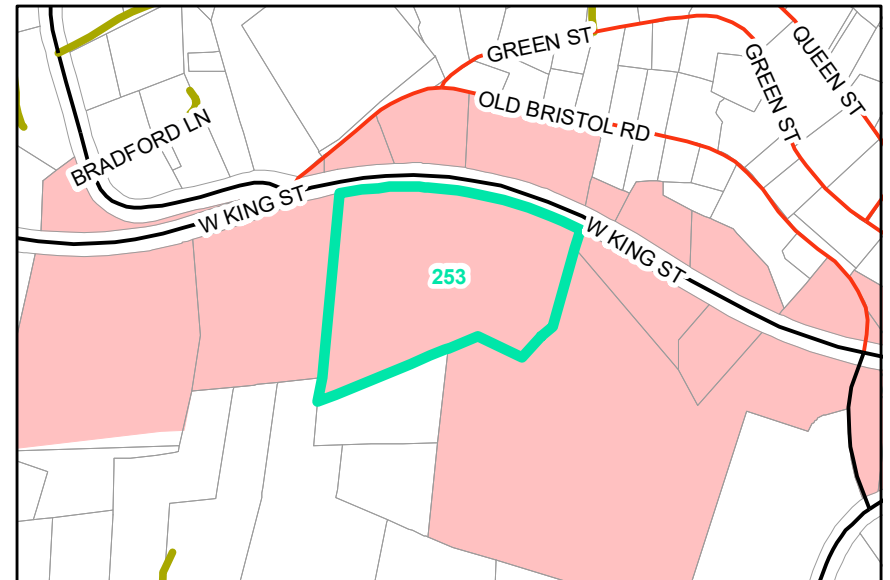 GREEN ST
QUEEN ST
GREEN ST
OLD BRISTOL RD
BRADFORD LN
W KING ST
W KING ST
253